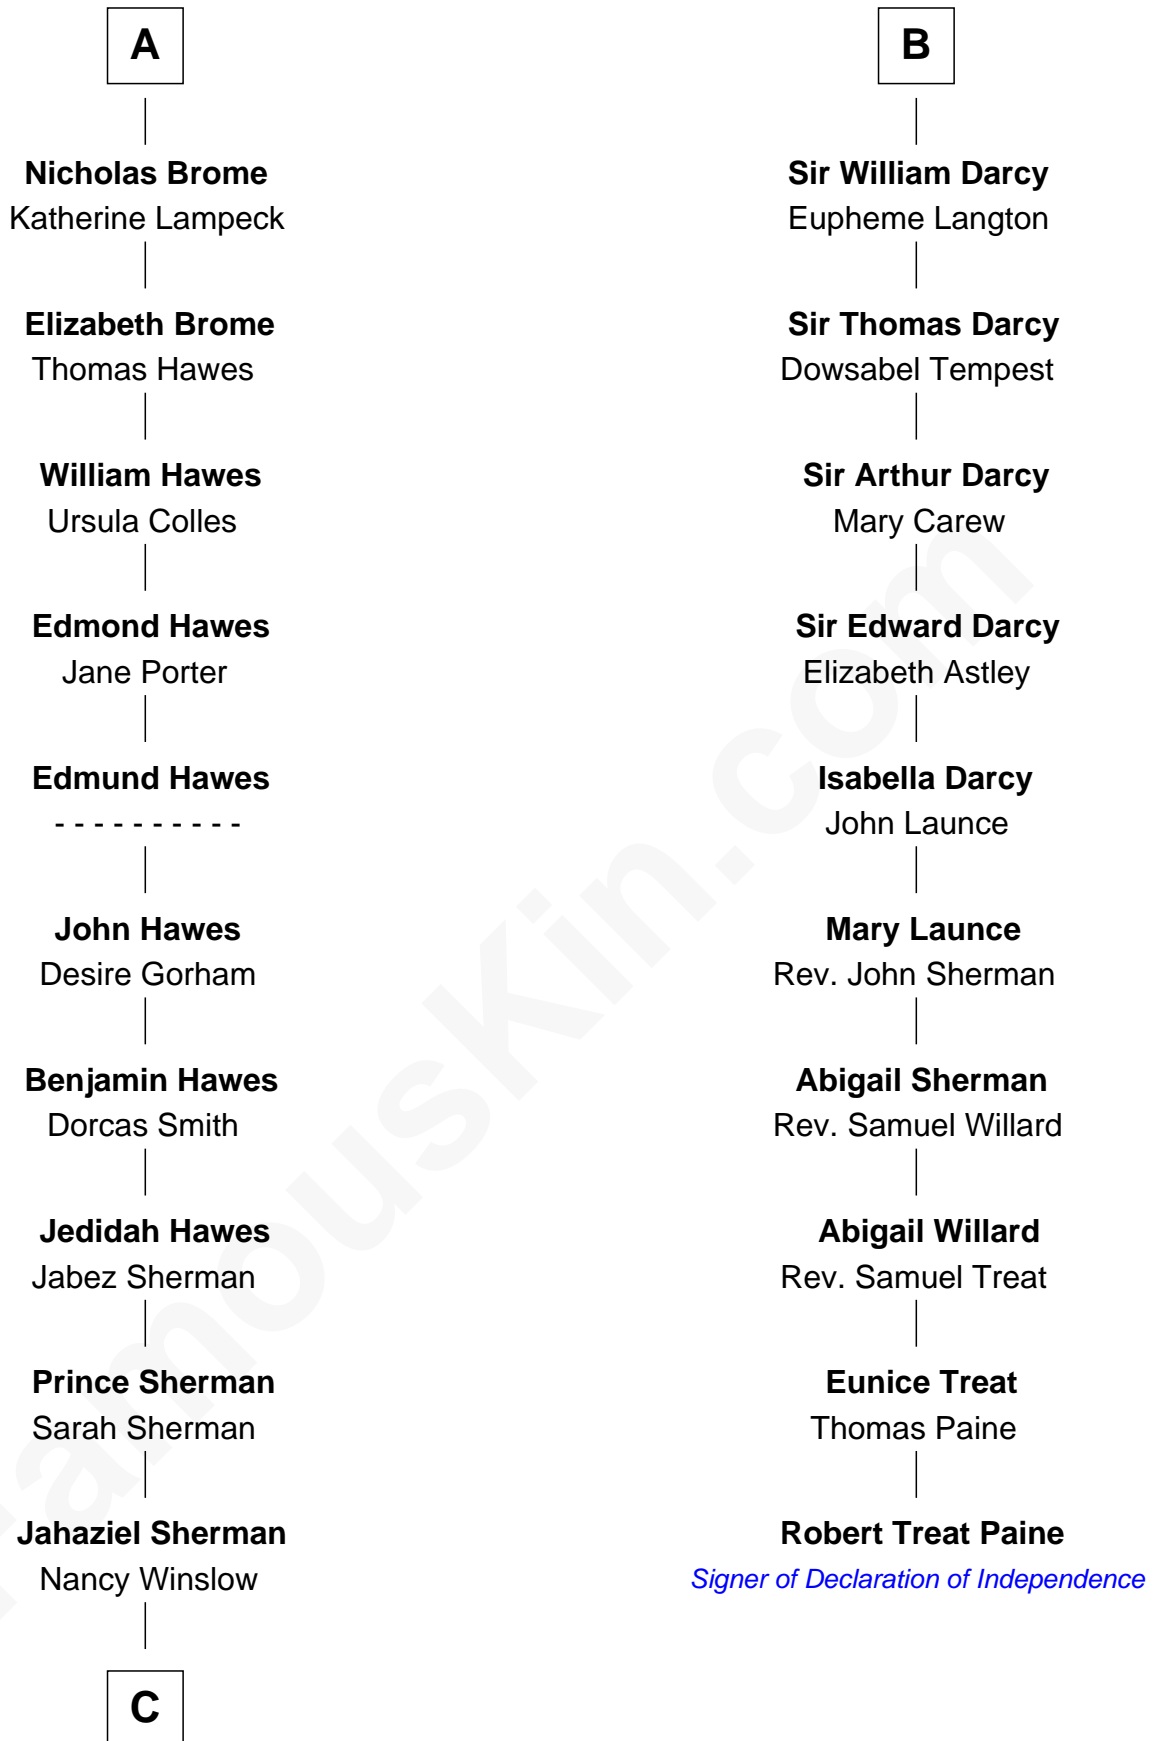 A
Nicholas Brome
Katherine Lampeck
Elizabeth Brome
Thomas Hawes
William Hawes
Ursula Colles
Edmond Hawes
Jane Porter
Edmund Hawes
- - - - - - - - - -
John Hawes
Desire Gorham
Benjamin Hawes
Dorcas Smith
Jedidah Hawes
Jabez Sherman
Prince Sherman
Sarah Sherman
Jahaziel Sherman
Nancy Winslow
C
B
Sir William Darcy
Eupheme Langton
Sir Thomas Darcy
Dowsabel Tempest
Sir Arthur Darcy
Mary Carew
Sir Edward Darcy
Elizabeth Astley
Isabella Darcy
John Launce
Mary Launce
Rev. John Sherman
Abigail Sherman
Rev. Samuel Willard
Abigail Willard
Rev. Samuel Treat
Eunice Treat
Thomas Paine
Robert Treat Paine
Signer of Declaration of Independence
FamousKin.com